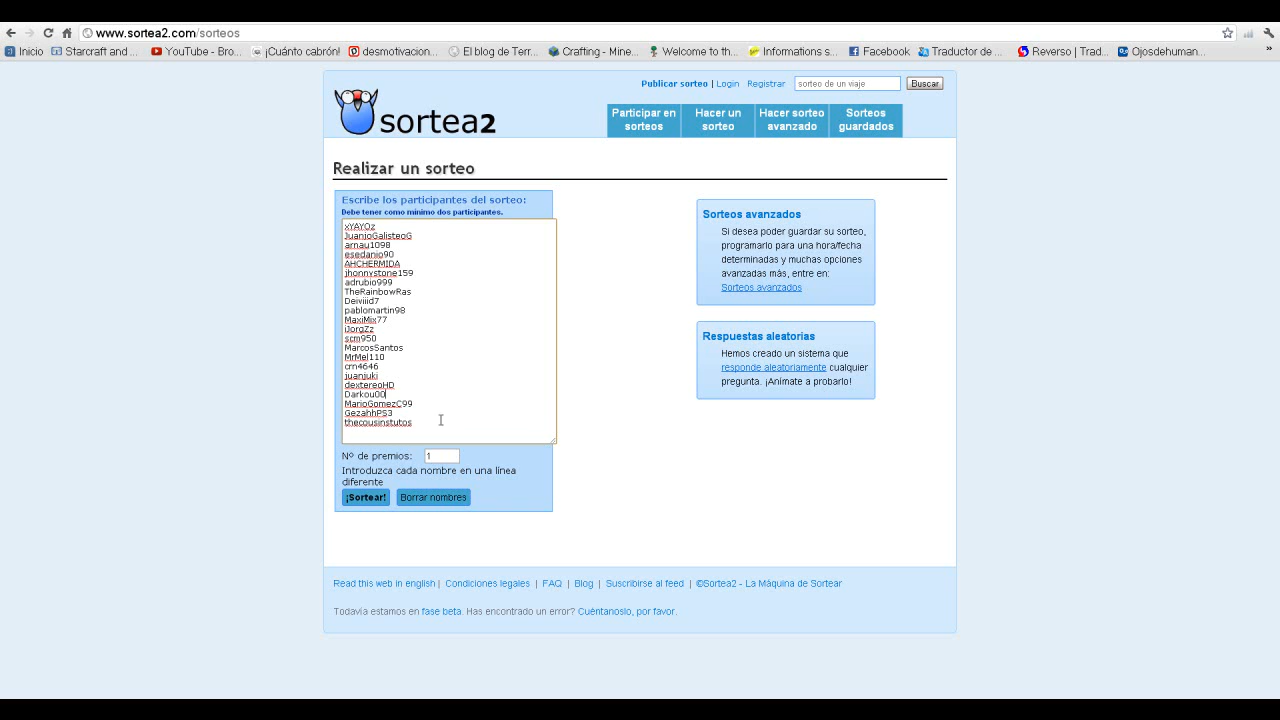 www.sortea2.com/sorteos
Inicio Starcraft and ... YouTube - Bro... ¡Cuánto cabrón! desmotivacion... El blog de Terr... Crafting - Mine... Welcome to th... Informations s... Facebook Traductor de ... Reverso | Trad... Ojosdehuman... »
Publicar sorteo | Login Registrar sorteo de un viaje Buscar
sortea2
Participar en sorteos
Hacer un sorteo
Hacer sorteo avanzado
Sorteos guardados
Realizar un sorteo
Escribe los participantes del sorteo:
Debe tener como mínimo dos participantes.
xYAYOz
JuanjoGalisteoG
arnau1098
esedanio90
AHCHERMIDA
jhonnystone159
adrubio999
TheRainbowRas
Deiviiid7
pablomartin98
MaxiMix77
iJorgZz
scm950
MarcosSantos
MrMel110
crn4646
juanjuki
dextereoHD
Darkou00
MarioGomezC99
GezahhPS3
thecousinstutos
Nº de premios: 1
Introduzca cada nombre en una línea
diferente
¡Sortear! Borrar nombres
Sorteos avanzados
Si desea poder guardar su sorteo,
programarlo para una hora/fecha
determinadas y muchas opciones
avanzadas más, entre en:
Sorteos avanzados
Respuestas aleatorias
Hemos creado un sistema que
responde aleatoriamente cualquier
pregunta. ¡Anímate a probarlo!
Read this web in english | Condiciones legales | FAQ | Blog | Suscribirse al feed | ©Sortea2 - La Máquina de Sortear
Todavía estamos en fase beta. Has encontrado un error? Cuéntanoslo, por favor.